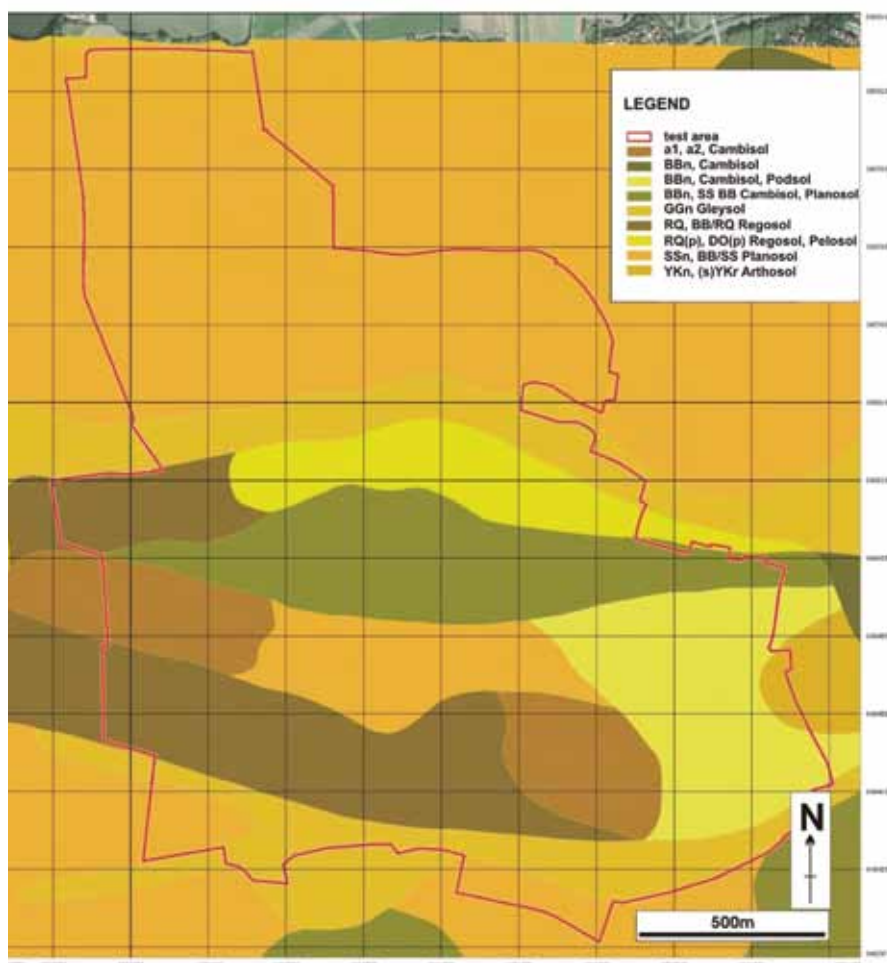 LEGEND
test area
a1, a2, Cambisol
BBn, Cambisol
BBn, Cambisol, Podsol
BBn, SS BB Cambisol, Planosol
GGn Gleysol
RQ, BB/RQ Regosol
RQ(p), DO(p) Regosol, Pelosol
SSn, BB/SS Planosol
YKn, (s)YKr Arthosol
N
500m